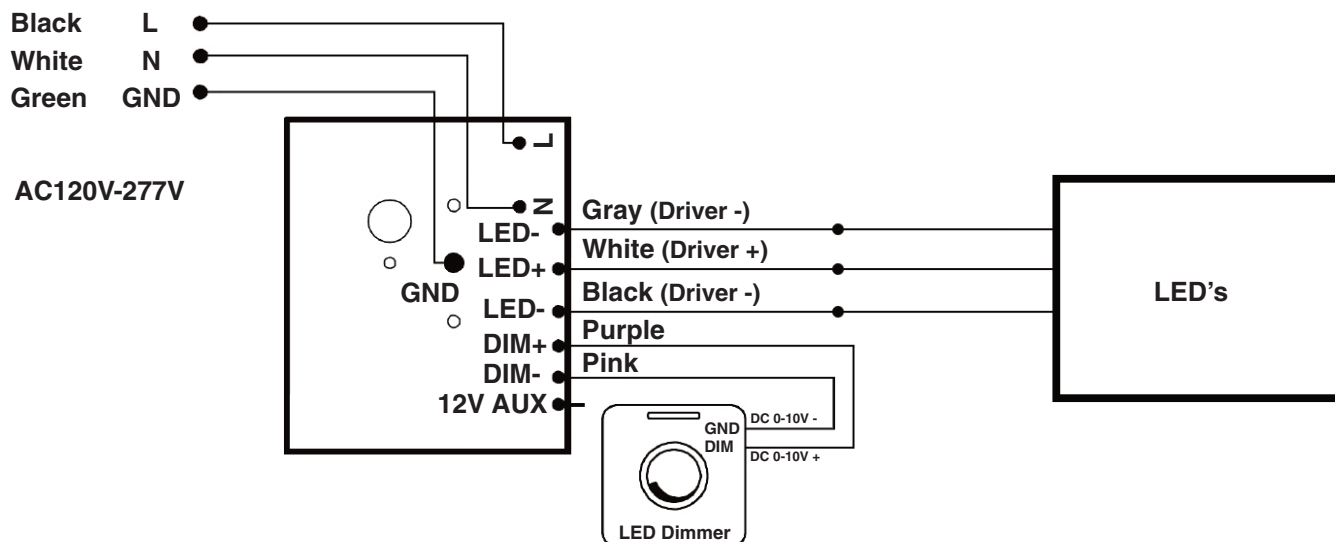 Black L
White N
Green GND
AC120V-277V
L
N
LED-
LED+
GND
LED-
DIM+
DIM-
12V AUX
Gray (Driver -)
White (Driver +)
Black (Driver -)
Purple
Pink
LED's
GND
DIM
DC 0-10V -
DC 0-10V +
LED Dimmer